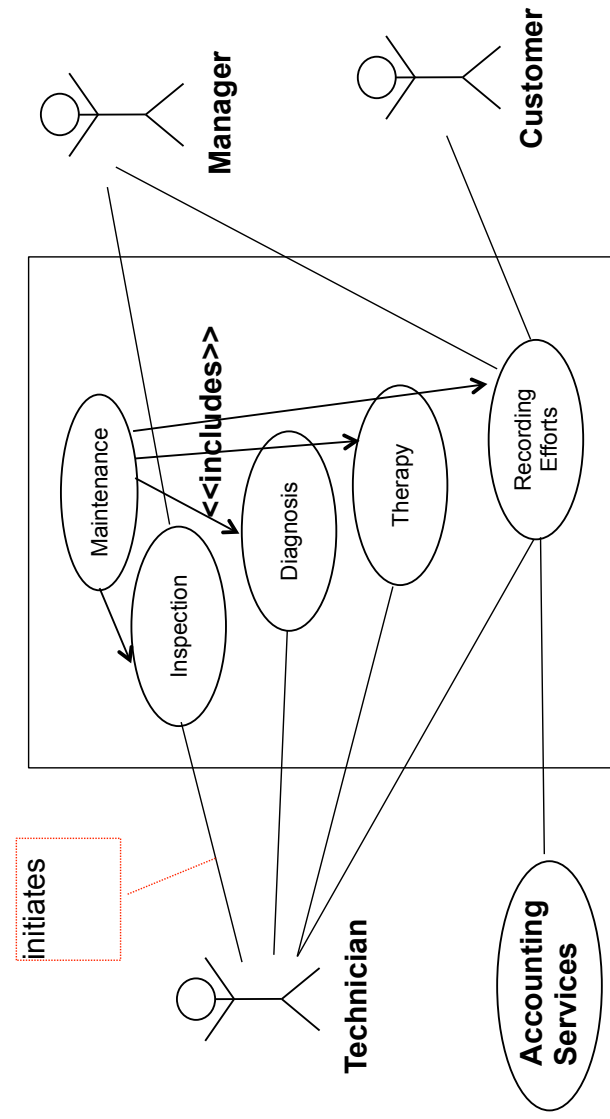 initiates
Maintenance
Inspection
<<includes>>
Diagnosis
Therapy
Recording
Efforts
Manager
Customer
Technician
Accounting
Services